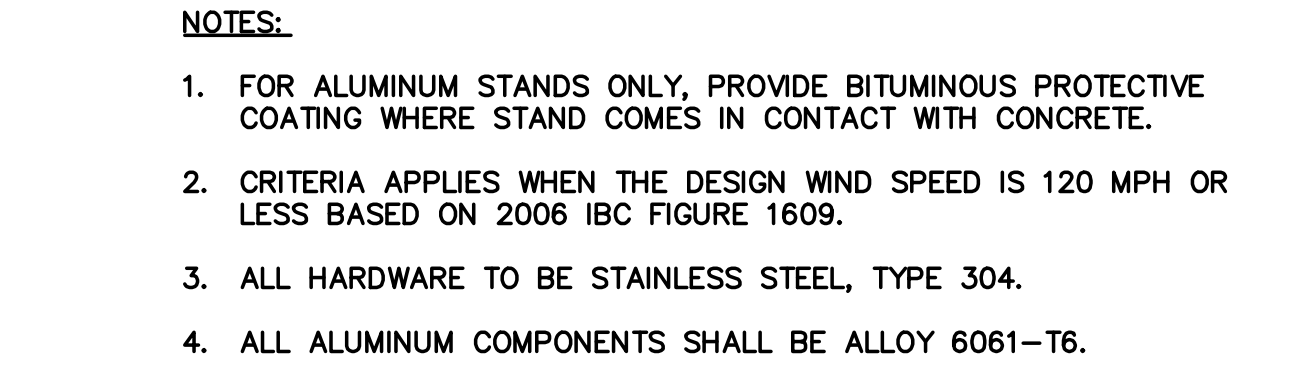 NOTES:
1. FOR ALUMINUM STANDS ONLY, PROVIDE BITUMINOUS PROTECTIVE
COATING WHERE STAND COMES IN CONTACT WITH CONCRETE.
2. CRITERIA APPLIES WHEN THE DESIGN WIND SPEED IS 120 MPH OR
LESS BASED ON 2006 IBC FIGURE 1609.
3. ALL HARDWARE TO BE STAINLESS STEEL, TYPE 304.
4. ALL ALUMINUM COMPONENTS SHALL BE ALLOY 6061-T6.